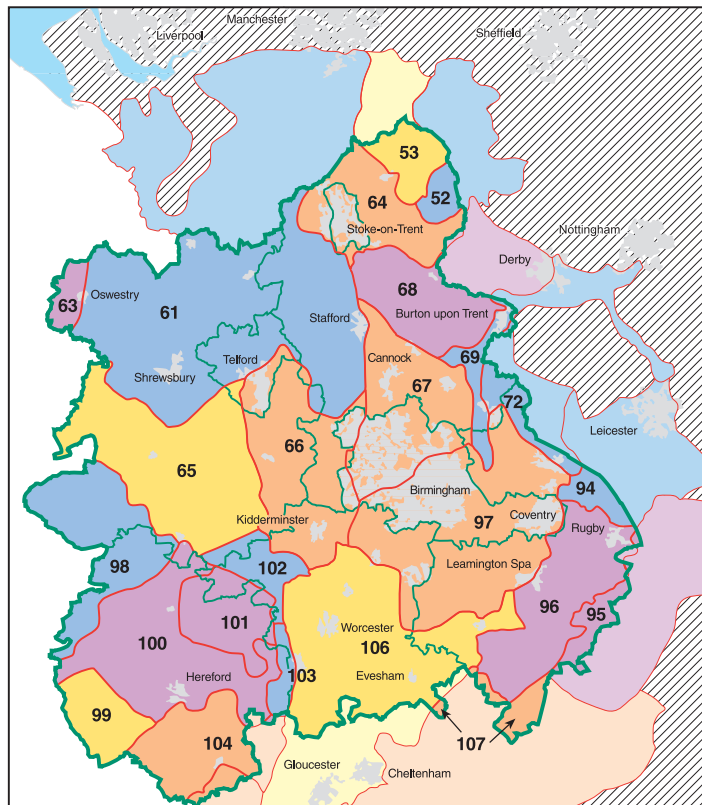 Manchester
Liverpool
Sheffield
53
64
52
Stoke-on-Trent
Nottingham
Derby
68
63
Oswestry
61
Burton upon Trent
Stafford
69
Telford
Cannock
Shrewsbury
67
72
Leicester
66
65
94
Birmingham
Kidderminster
97
Coventry
Rugby
98
102
Leamington Spa
96
95
101
100
Worcester
106
103
Hereford
Evesham
99
104
107
Gloucester
Cheltenham